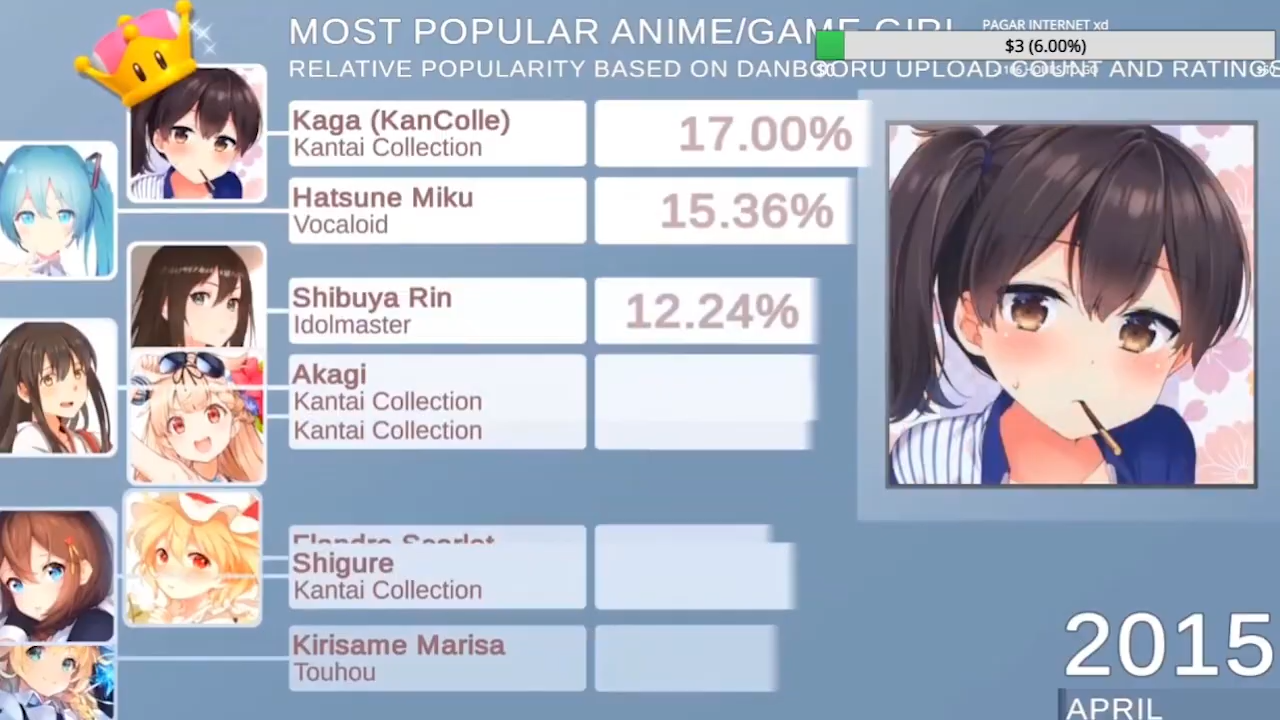 MOST POPULAR ANIME/GAME GIRL
PAGAR INTERNET xd
$3 (6.00%)
RELATIVE POPULARITY BASED ON DANBOORU UPLOAD COUNT AND RATINGS
Kaga (KanColle)
Kantai Collection
17.00%
Hatsune Miku
Vocaloid
15.36%
Shibuya Rin
Idolmaster
12.24%
Akagi
Kantai Collection
Kantai Collection
Flandre Scarlet
Shigure
Kantai Collection
Kirisame Marisa
Touhou
2015
APRIL